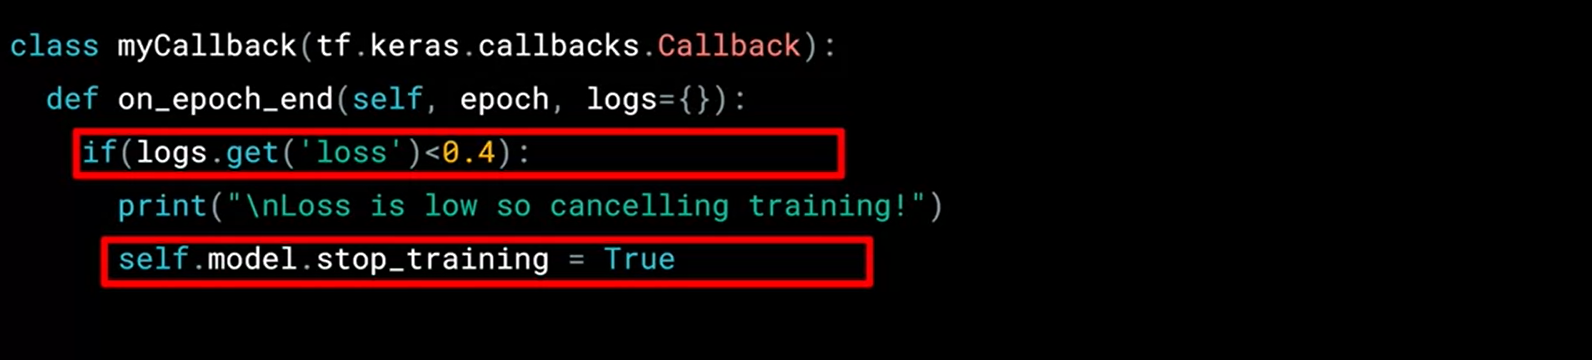 class myCallback(tf.keras.callbacks.Callback):
def on_epoch_end(self, epoch, logs={}):
if(logs.get('loss')<0.4):
print("\nLoss is low so cancelling training!")
self.model.stop_training = True